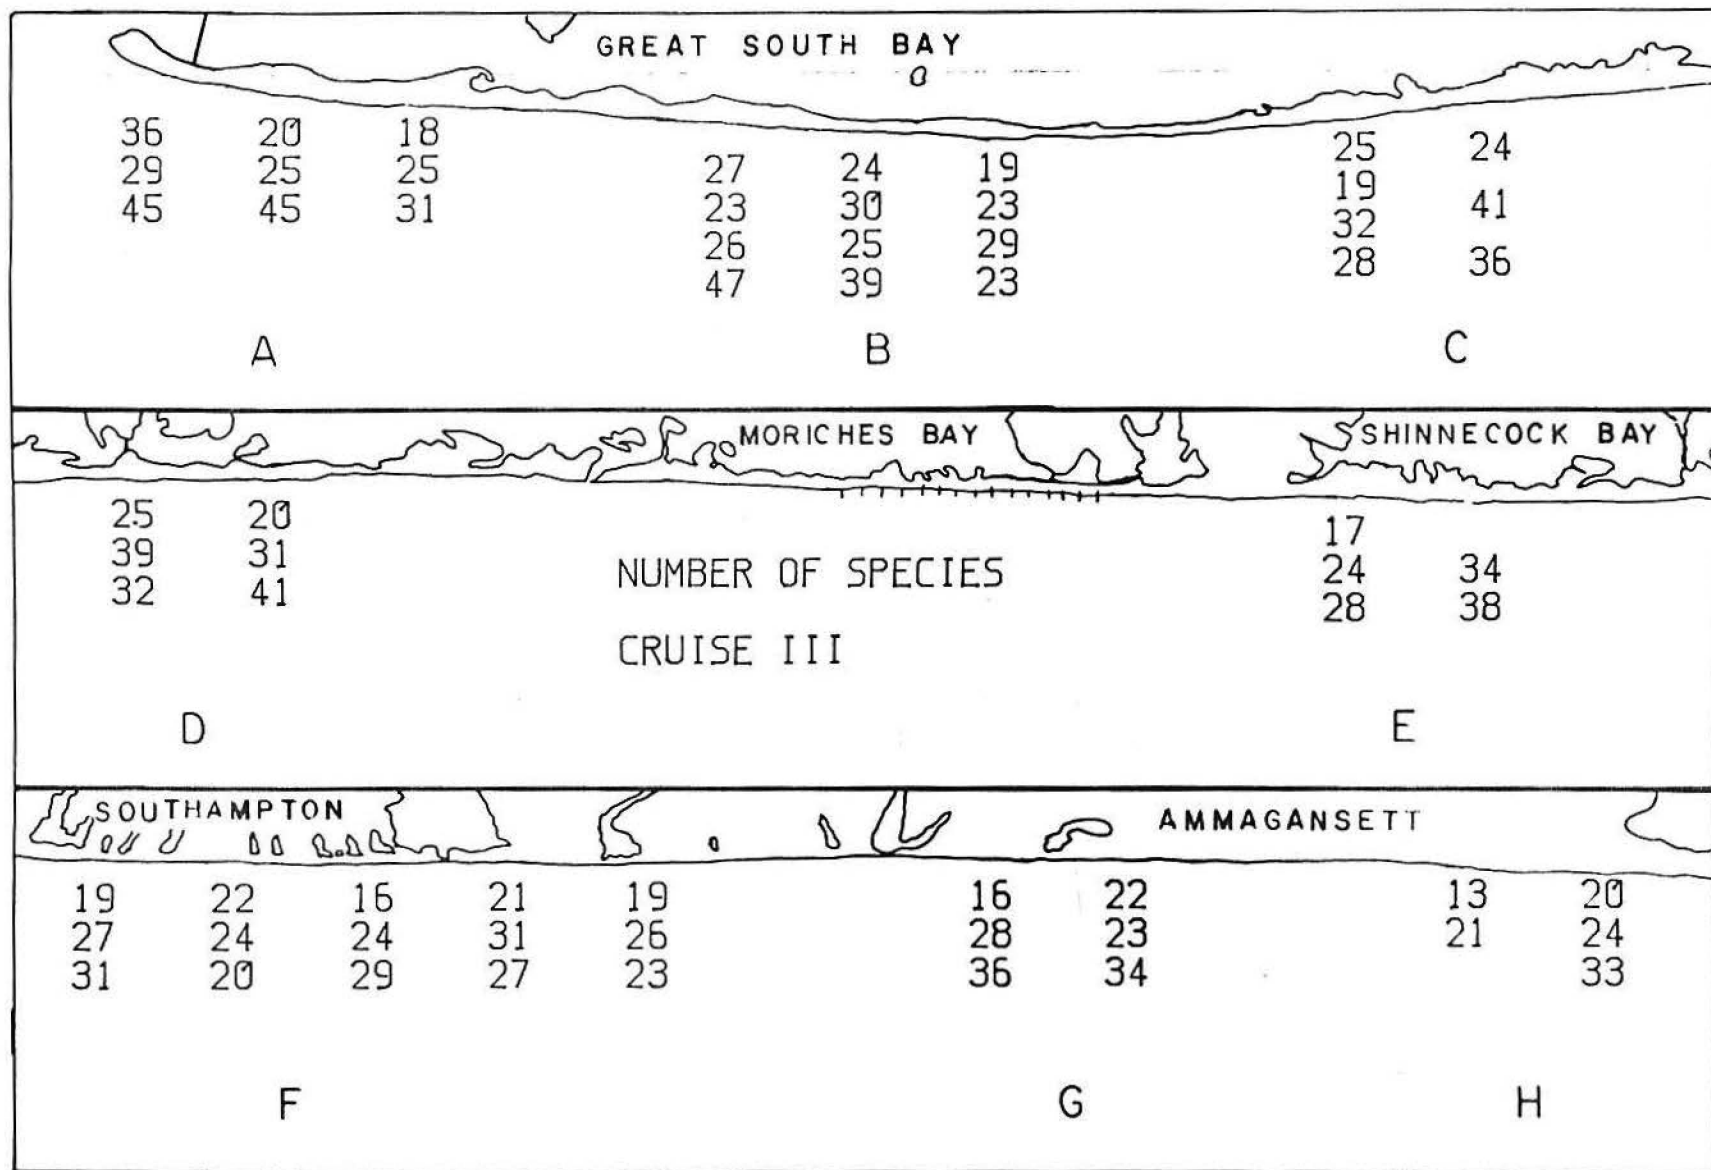 GREAT SOUTH BAY
36 20 18
29 25 25
45 45 31
27 24 19
23 30 23
26 25 29
47 39 23
25 24
19
32 41
28 36
A B C
MORICHES BAY SHINNECOCK BAY
25 20
39 31
32 41
NUMBER OF SPECIES
CRUISE III
17
24 34
28 38
D E
SOUTHAMPTON AMMAGANSETT
19 22 16 21 19 16 22 13 20
27 24 24 31 26 28 23 21 24
31 20 29 27 23 36 34 33
F G H